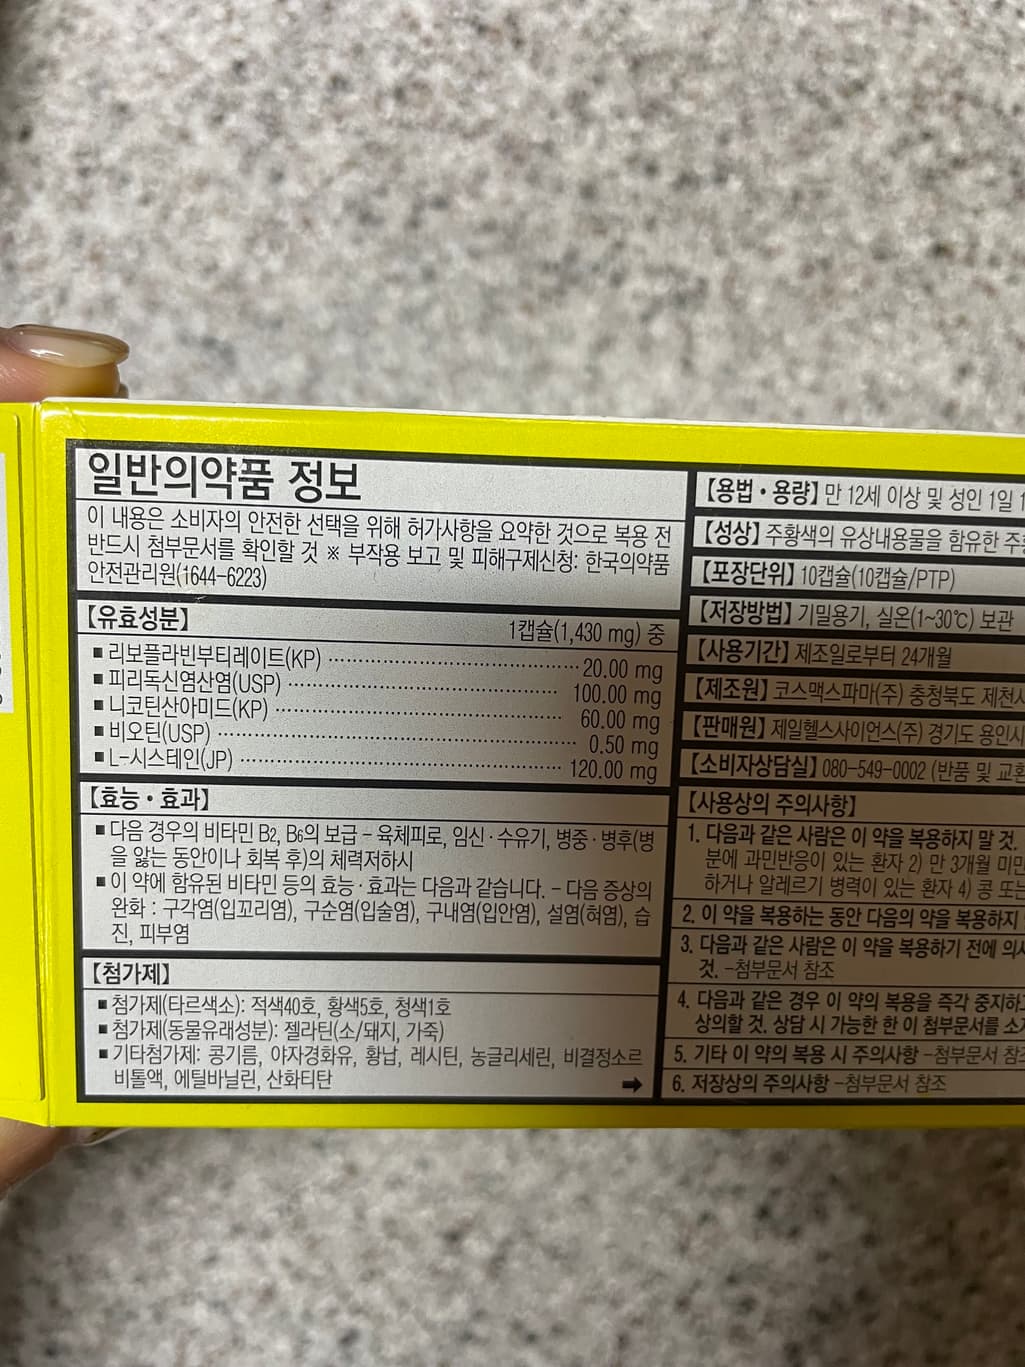 일반의약품 정보
이 내용은 소비자의 안전한 선택을 위해 허가사항을 요약한 것으로 복용 전
반드시 첨부문서를 확인할 것 ※ 부작용 보고 및 피해구제신청: 한국의약품
안전관리원(1644-6223)
【유효성분】 1캡슐(1,430 mg) 중
■ 리보플라빈부티레이트(KP) 20.00 mg
■ 피리독신염산염(USP) 100.00 mg
■ 니코틴산아미드(KP) 60.00 mg
■ 비오틴(USP) 0.50 mg
■ L-시스테인(JP) 120.00 mg
【효능·효과】
■ 다음 경우의 비타민 B2, B6의 보급 - 육체피로, 임신·수유기, 병중·병후(병
을 앓는 동안이나 회복 후)의 체력저하시
■ 이 약에 함유된 비타민 등의 효능·효과는 다음과 같습니다. - 다음 증상의
완화 : 구각염(입꼬리염), 구순염(입술염), 구내염(입안염), 설염(혀염), 습
진, 피부염
【첨가제】
■ 첨가제(타르색소): 적색40호, 황색5호, 청색1호
■ 첨가제(동물유래성분): 젤라틴(소/돼지, 가죽)
■ 기타첨가제: 콩기름, 야자경화유, 황납, 레시틴, 농글리세린, 비결정소르
비톨액, 에틸바닐린, 산화티탄
【용법·용량】 만 12세 이상 및 성인 1일 1
【성상】 주황색의 유상내용물을 함유한
【포장단위】 10캡슐(10캡슐/PTP)
【저장방법】 기밀용기, 실온(1~30℃) 보관
【사용기간】 제조일로부터 24개월
【제조원】 코스맥스파마(주) 충청북도 제천시
【판매원】 제일헬스사이언스(주) 경기도 용인시
【소비자상담실】 080-549-0002 (반품 및 교환
【사용상의 주의사항】
1. 다음과 같은 사람은 이 약을 복용하지 말 것.
분에 과민반응이 있는 환자 2) 만 3개월 미만
하거나 알레르기 병력이 있는 환자 4) 콩 또는
2. 이 약을 복용하는 동안 다음의 약을 복용하지
3. 다음과 같은 사람은 이 약을 복용하기 전에 의사
것. -첨부문서 참조
4. 다음과 같은 경우 이 약의 복용을 즉각 중지하고
상의할 것. 상담 시 가능한 한 이 첨부문서를
5. 기타 이 약의 복용 시 주의사항 -첨부문서 참조
6. 저장상의 주의사항 -첨부문서 참조